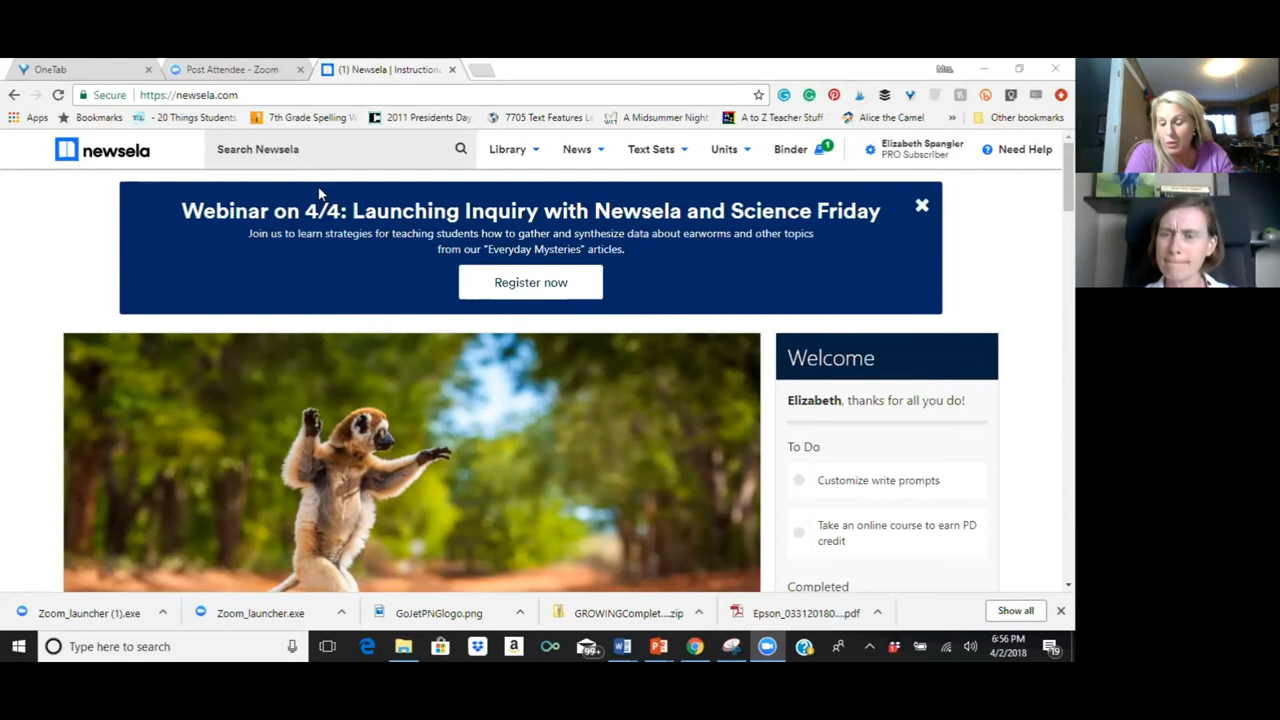 OneTab
Post Attendee - Zoom
(1) Newsela | Instruction
Secure
https://newsela.com
Apps
Bookmarks
- 20 Things Students
7th Grade Spelling W
2011 Presidents Day
7705 Text Features Le
A Midsummer Night
A to Z Teacher Stuff
Alice the Camel
»
Other bookmarks
newsela
Search Newsela
Library
News
Text Sets
Units
Binder
1
Elizabeth Spangler
PRO Subscriber
Need Help
Webinar on 4/4: Launching Inquiry with Newsela and Science Friday
Join us to learn strategies for teaching students how to gather and synthesize data about earworms and other topics
from our "Everyday Mysteries" articles.
Register now
Welcome
Elizabeth, thanks for all you do!
To Do
Customize write prompts
Take an online course to earn PD
credit
Completed
Zoom_launcher (1).exe
Zoom_launcher.exe
GoJetPNGlogo.png
GROWINGComplet....zip
Epson_033120180....pdf
Show all
Type here to search
99+
6:56 PM
4/2/2018
19